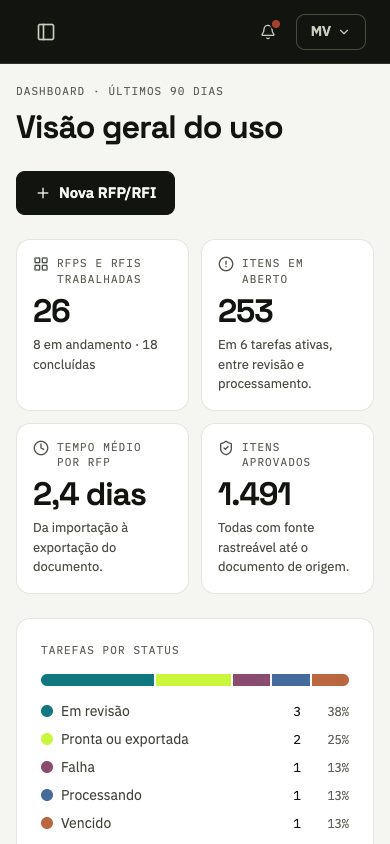 MV
DASHBOARD · ÚLTIMOS 90 DIAS
Visão geral do uso
Nova RFP/RFI
RFPS E RFIS
TRABALHADAS
26
8 em andamento · 18
concluídas
ITENS EM
ABERTO
253
Em 6 tarefas ativas,
entre revisão e
processamento.
TEMPO MÉDIO
POR RFP
2,4 dias
Da importação à
exportação do
documento.
ITENS
APROVADOS
1.491
Todas com fonte
rastreável até o
documento de origem.
TAREFAS POR STATUS
Em revisão 3 38%
Pronta ou exportada 2 25%
Falha 1 13%
Processando 1 13%
Vencido 1 13%